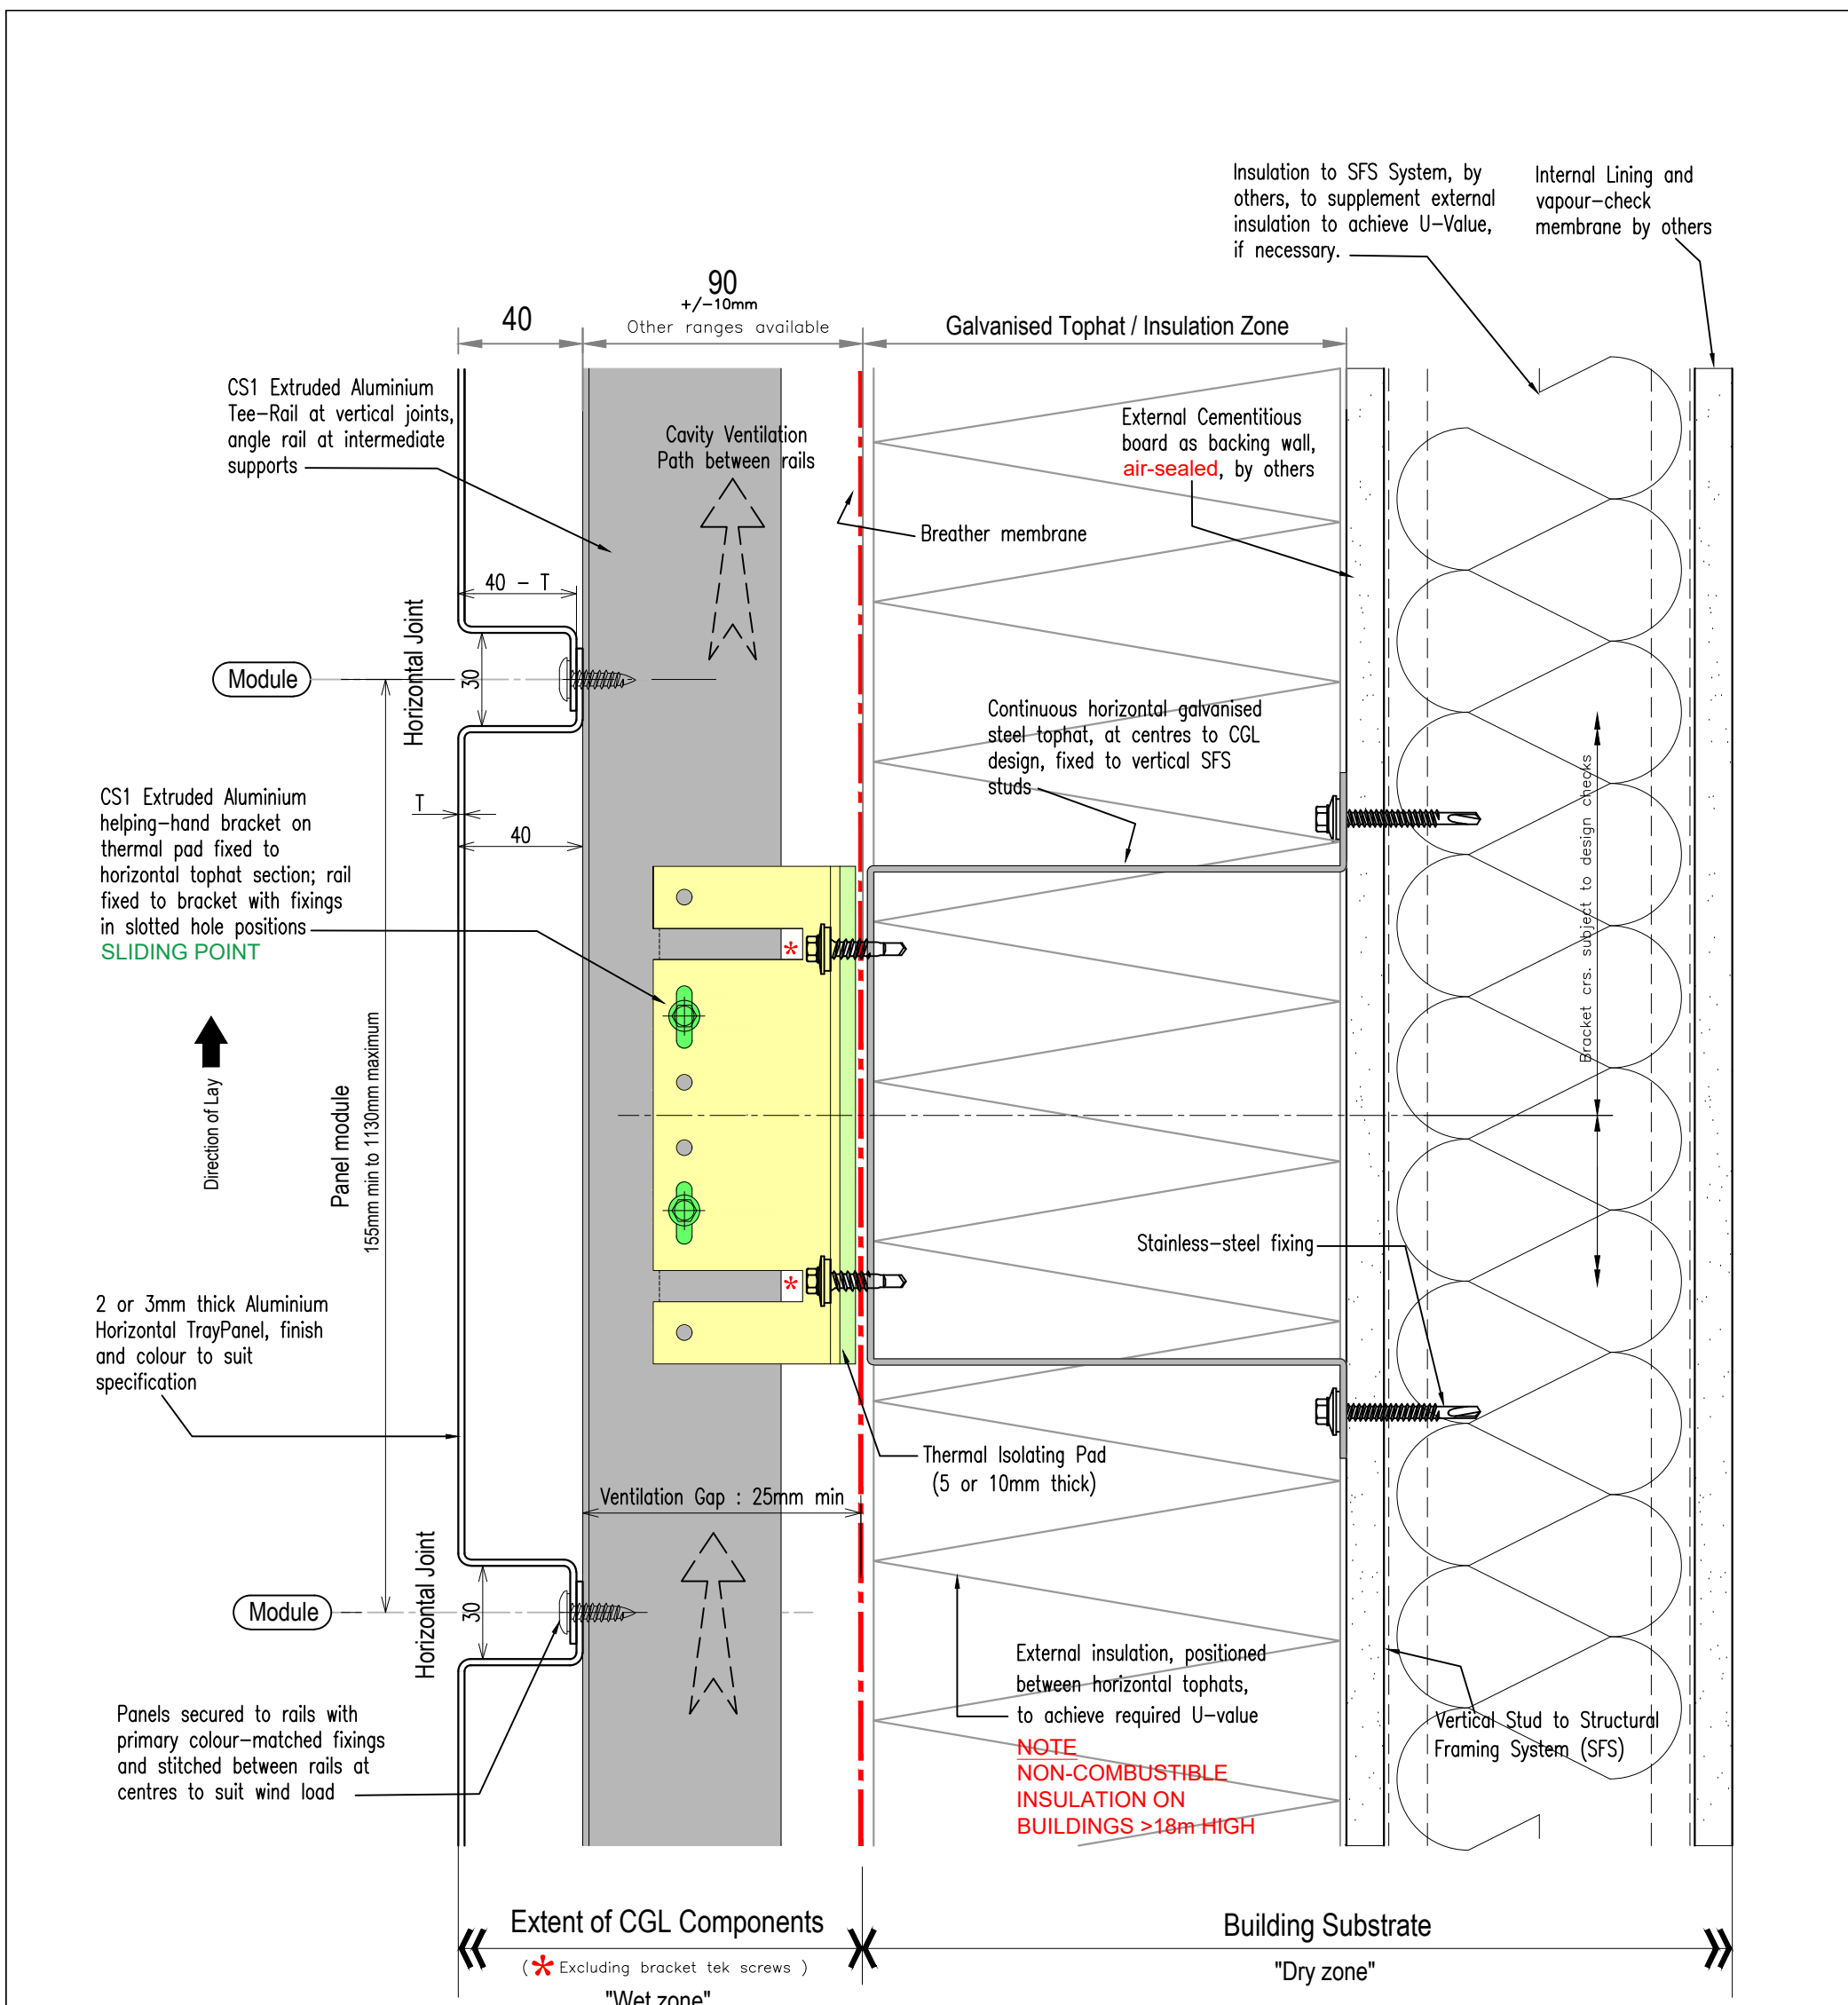 Insulation to SFS System, by
others, to supplement external
insulation to achieve U-Value,
if necessary.
Internal Lining and
vapour-check
membrane by others
40
90
+/-10mm
Other ranges available
Galvanised Tophat / Insulation Zone
CS1 Extruded Aluminium
Tee-Rail at vertical joints,
angle rail at intermediate
supports
Cavity Ventilation
Path between rails
External Cementitious
board as backing wall,
air-sealed, by others
Breather membrane
40 - T
Horizontal Joint
30
Module
Continuous horizontal galvanised
steel tophat, at centres to CGL
design, fixed to vertical SFS
studs
Bracket crs. subject to design checks
T
40
CS1 Extruded Aluminium
helping-hand bracket on
thermal pad fixed to
horizontal tophat section; rail
fixed to bracket with fixings
in slotted hole positions
SLIDING POINT
*
Direction of Lay
Panel module
155mm min to 1130mm maximum
Stainless-steel fixing
*
2 or 3mm thick Aluminium
Horizontal TrayPanel, finish
and colour to suit
specification
Thermal Isolating Pad
(5 or 10mm thick)
Ventilation Gap : 25mm min
Horizontal Joint
30
Module
External insulation, positioned
between horizontal tophats,
to achieve required U-value
NOTE
NON-COMBUSTIBLE
INSULATION ON
BUILDINGS >18m HIGH
Vertical Stud to Structural
Framing System (SFS)
Panels secured to rails with
primary colour-matched fixings
and stitched between rails at
centres to suit wind load
Extent of CGL Components
( * Excluding bracket tek screws )
"Wet zone"
Building Substrate
"Dry zone"